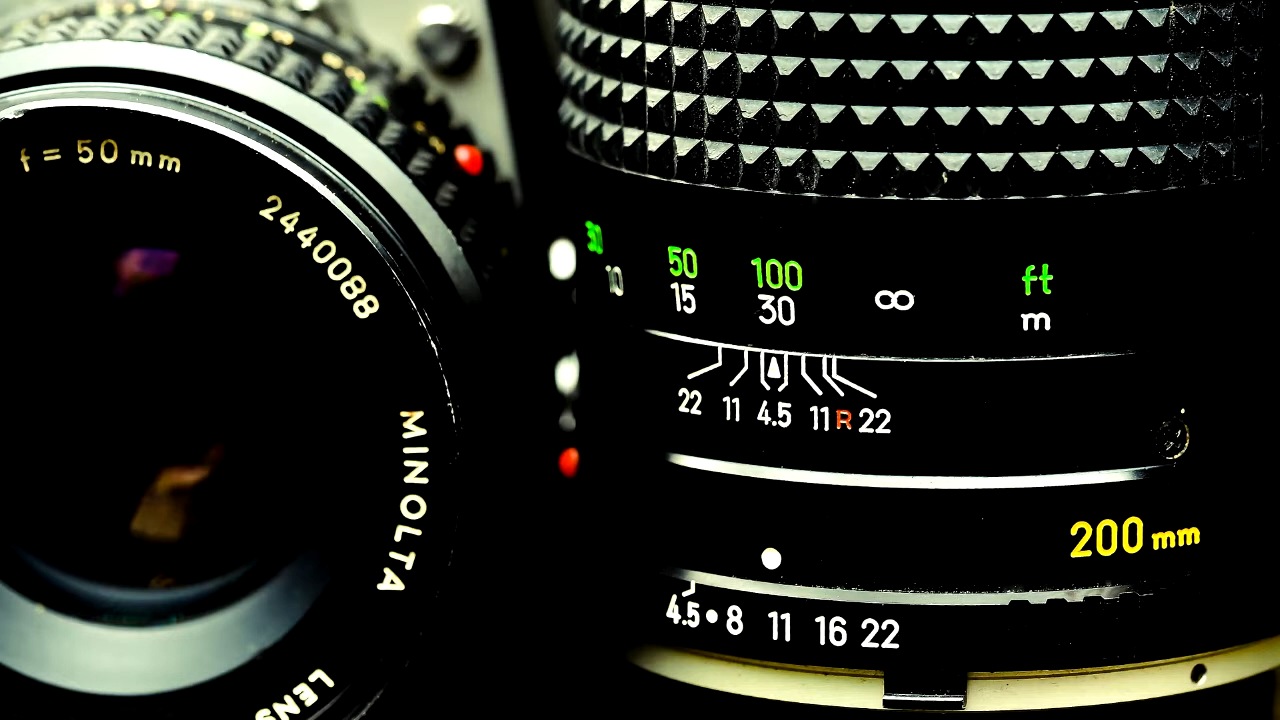 f = 50 mm
2440088
MINOLTA
LENS
30 50 100 ft
10 15 30 ∞ m
22 11 4.5 11 R 22
200 mm
4.5 • 8 11 16 22